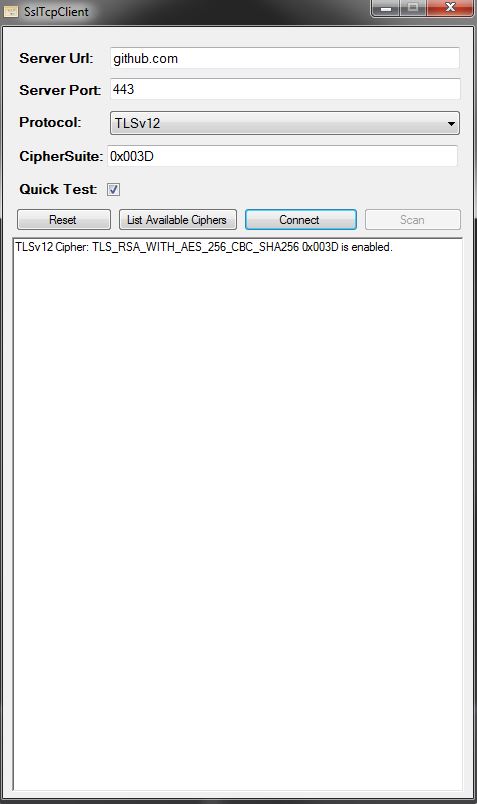 SslTcpClient
Server Url: github.com
Server Port: 443
Protocol: TLSv12
CipherSuite: 0x003D
Quick Test:
Reset List Available Ciphers Connect Scan
TLSv12 Cipher: TLS_RSA_WITH_AES_256_CBC_SHA256 0x003D is enabled.